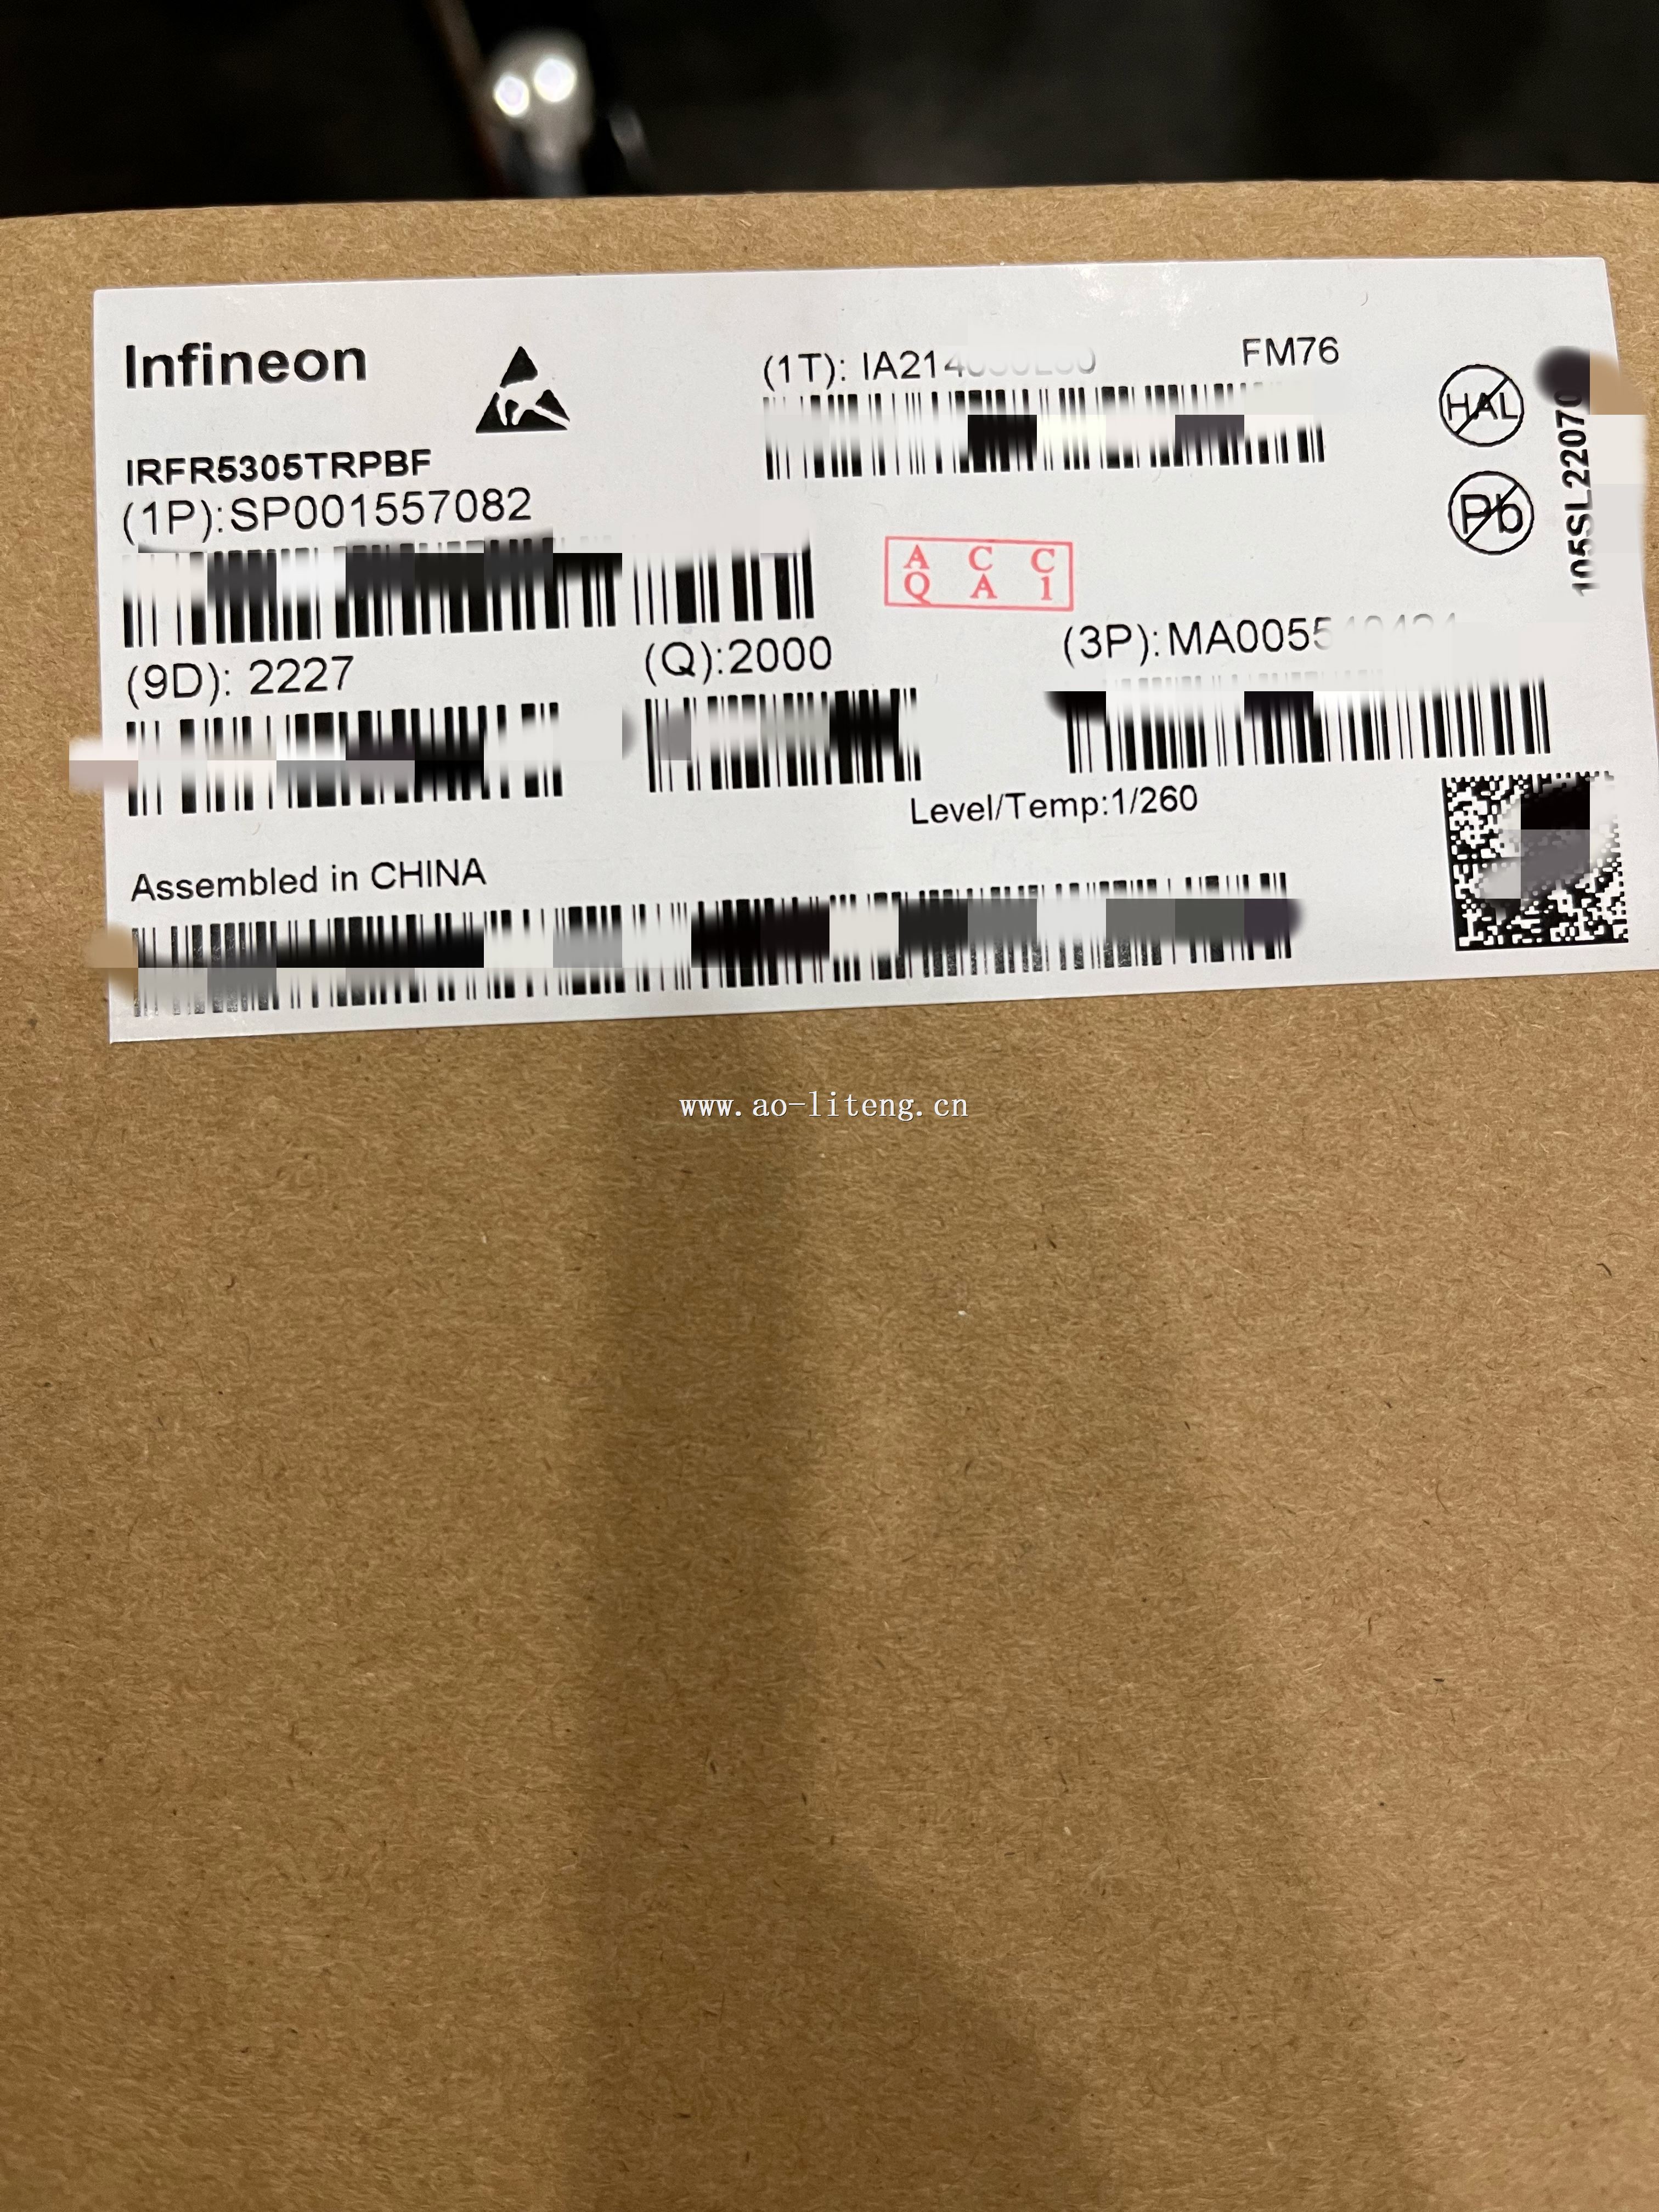 Infineon
(1T): IA214
FM76
HAL
IRFR5305TRPBF
(1P):SP001557082
Pb
105SL22070
A C C
Q A 1
(9D): 2227
(Q):2000
(3P):MA0055
Level/Temp:1/260
Assembled in CHINA
www.ao-liteng.cn